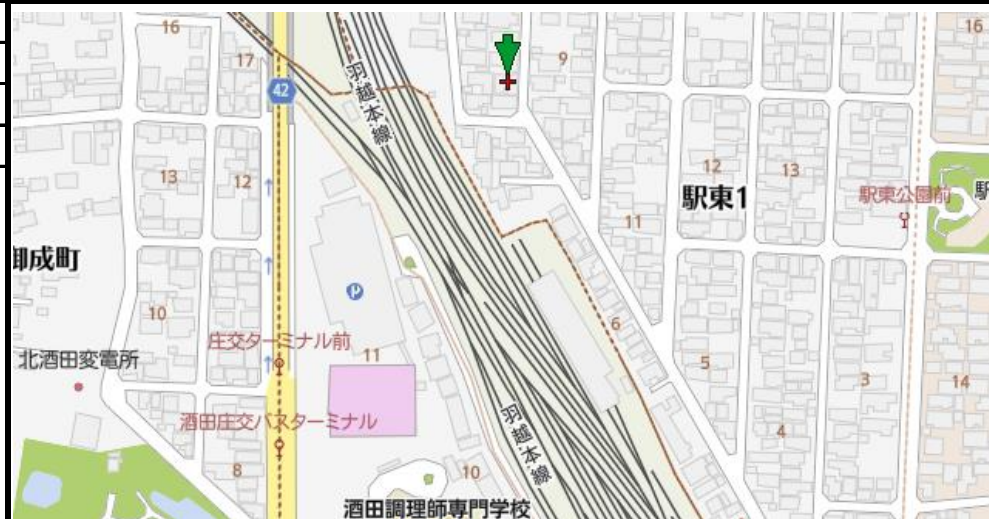 16
16
17
9
42
羽越本線
13
12
12
13
駅東1
駅東公園前
駅
11
御成町
10
庄交ターミナル前
6
北酒田変電所
11
P
5
3
14
酒田庄交バスターミナル
羽越本線
4
8
10
酒田調理師専門学校